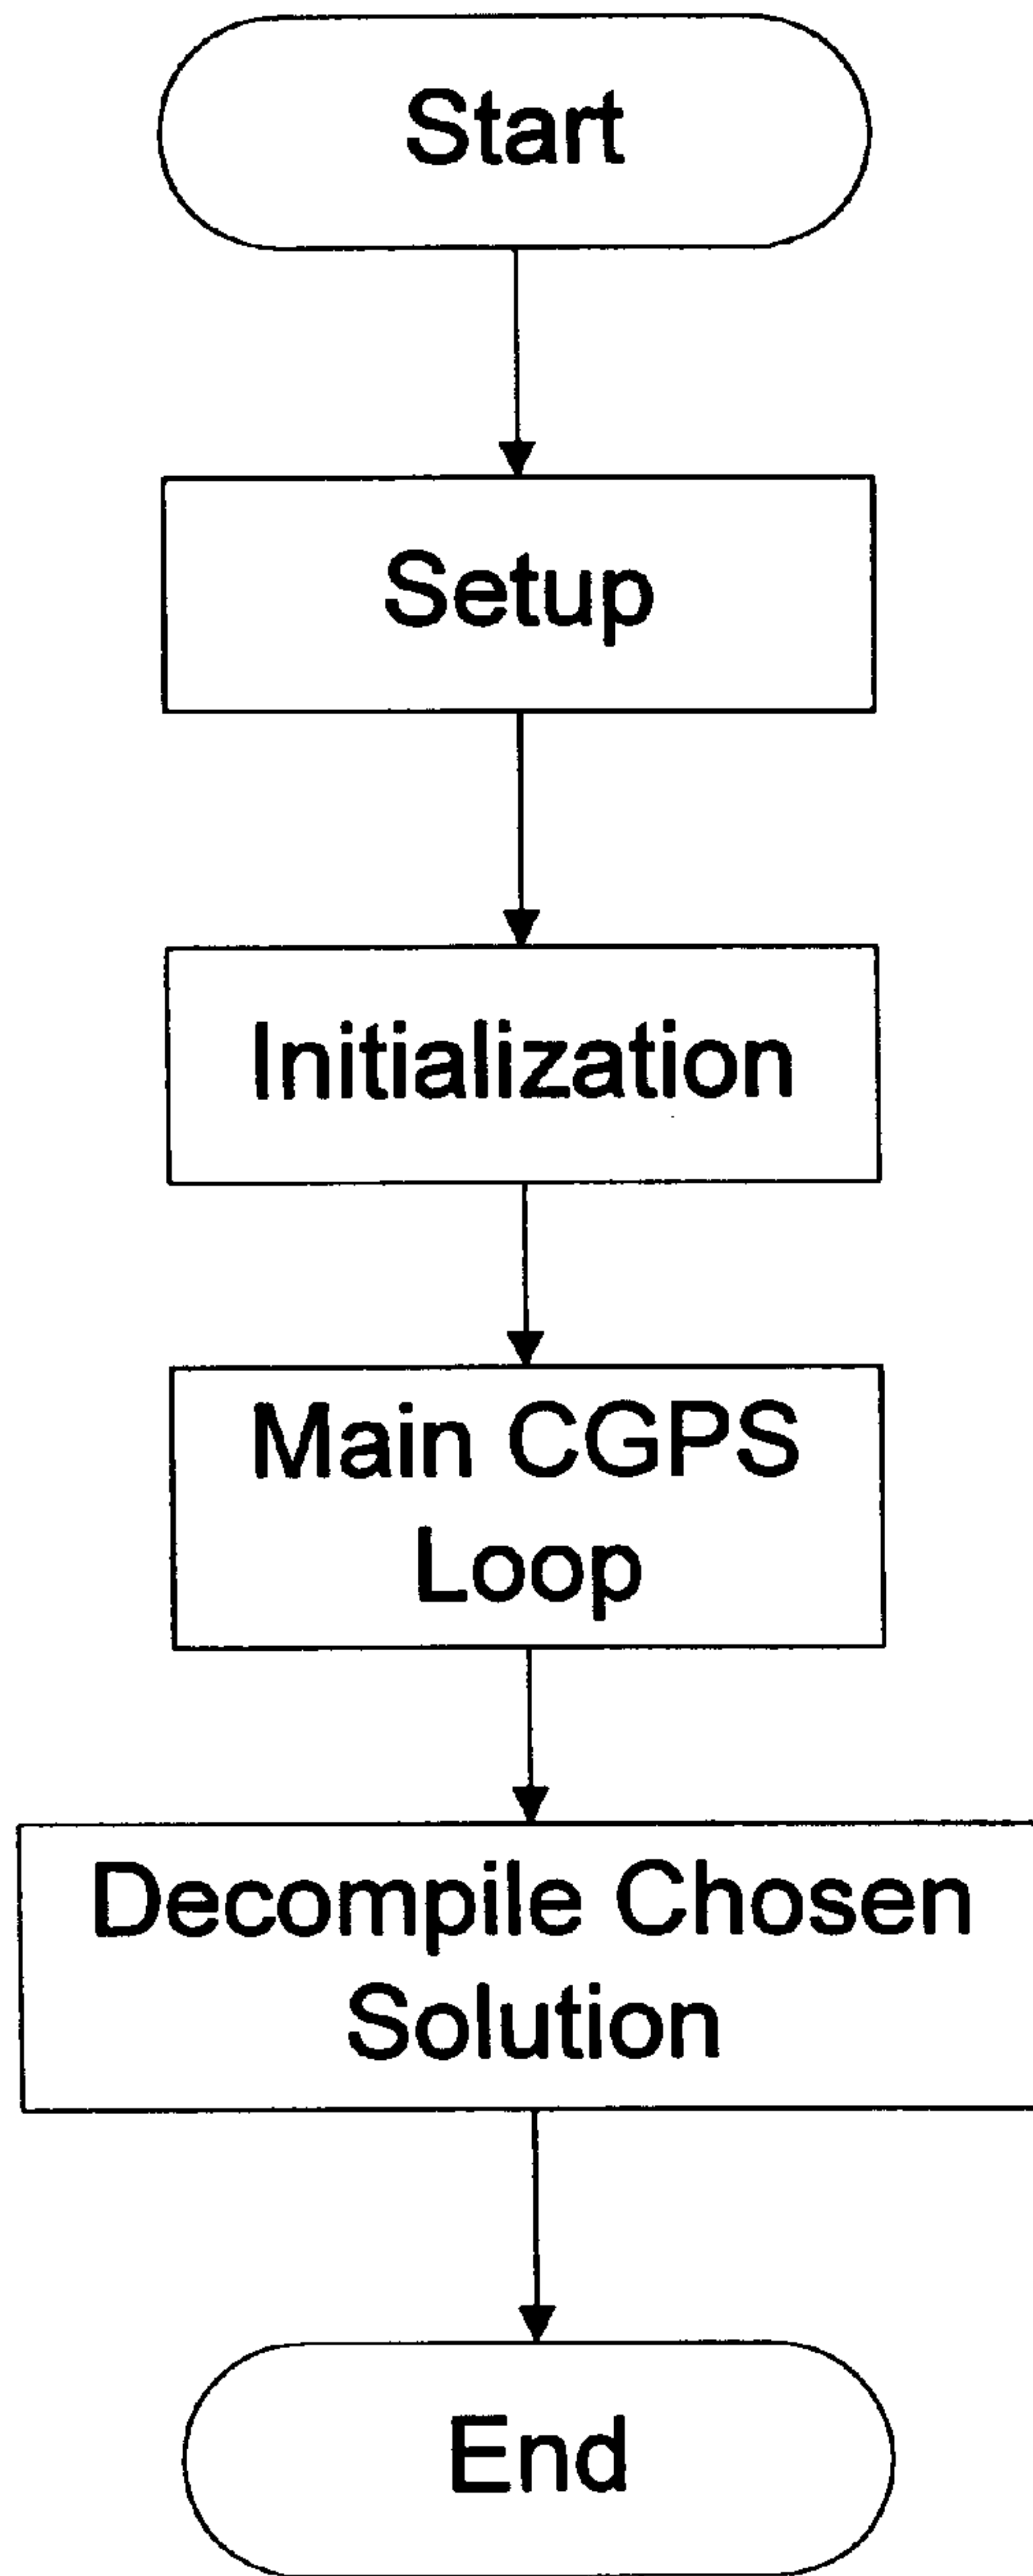 Start
Setup
Initialization
Main CGPS
Loop
Decompile Chosen
Solution
End